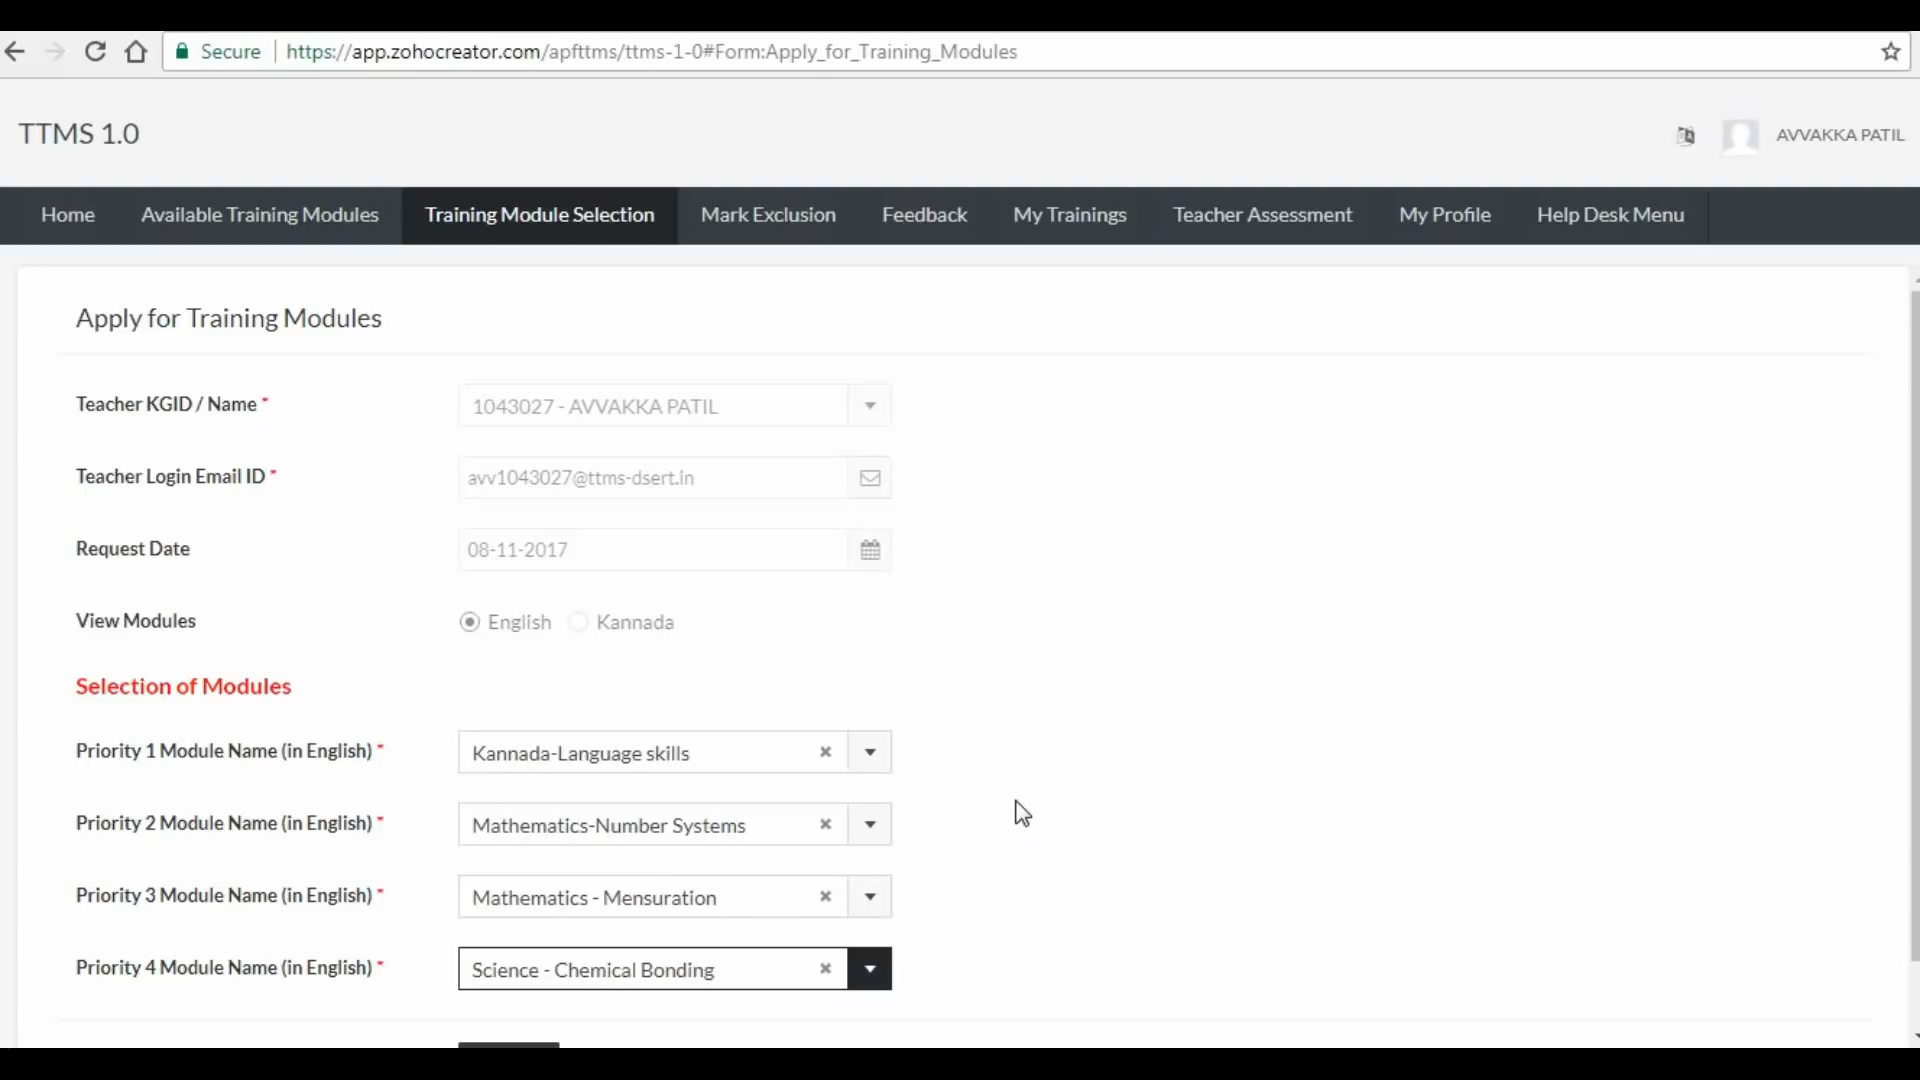 Secure https://app.zohocreator.com/apfttms/ttms-1-0#Form:Apply_for_Training_Modules
TTMS 1.0
AVVAKKA PATIL
Home Available Training Modules Training Module Selection Mark Exclusion Feedback My Trainings Teacher Assessment My Profile Help Desk Menu
Apply for Training Modules
Teacher KGID / Name * 1043027 - AVVAKKA PATIL
Teacher Login Email ID * avv1043027@ttms-dsert.in
Request Date 08-11-2017
View Modules English Kannada
Selection of Modules
Priority 1 Module Name (in English) * Kannada-Language skills
Priority 2 Module Name (in English) * Mathematics-Number Systems
Priority 3 Module Name (in English) * Mathematics - Mensuration
Priority 4 Module Name (in English) * Science - Chemical Bonding